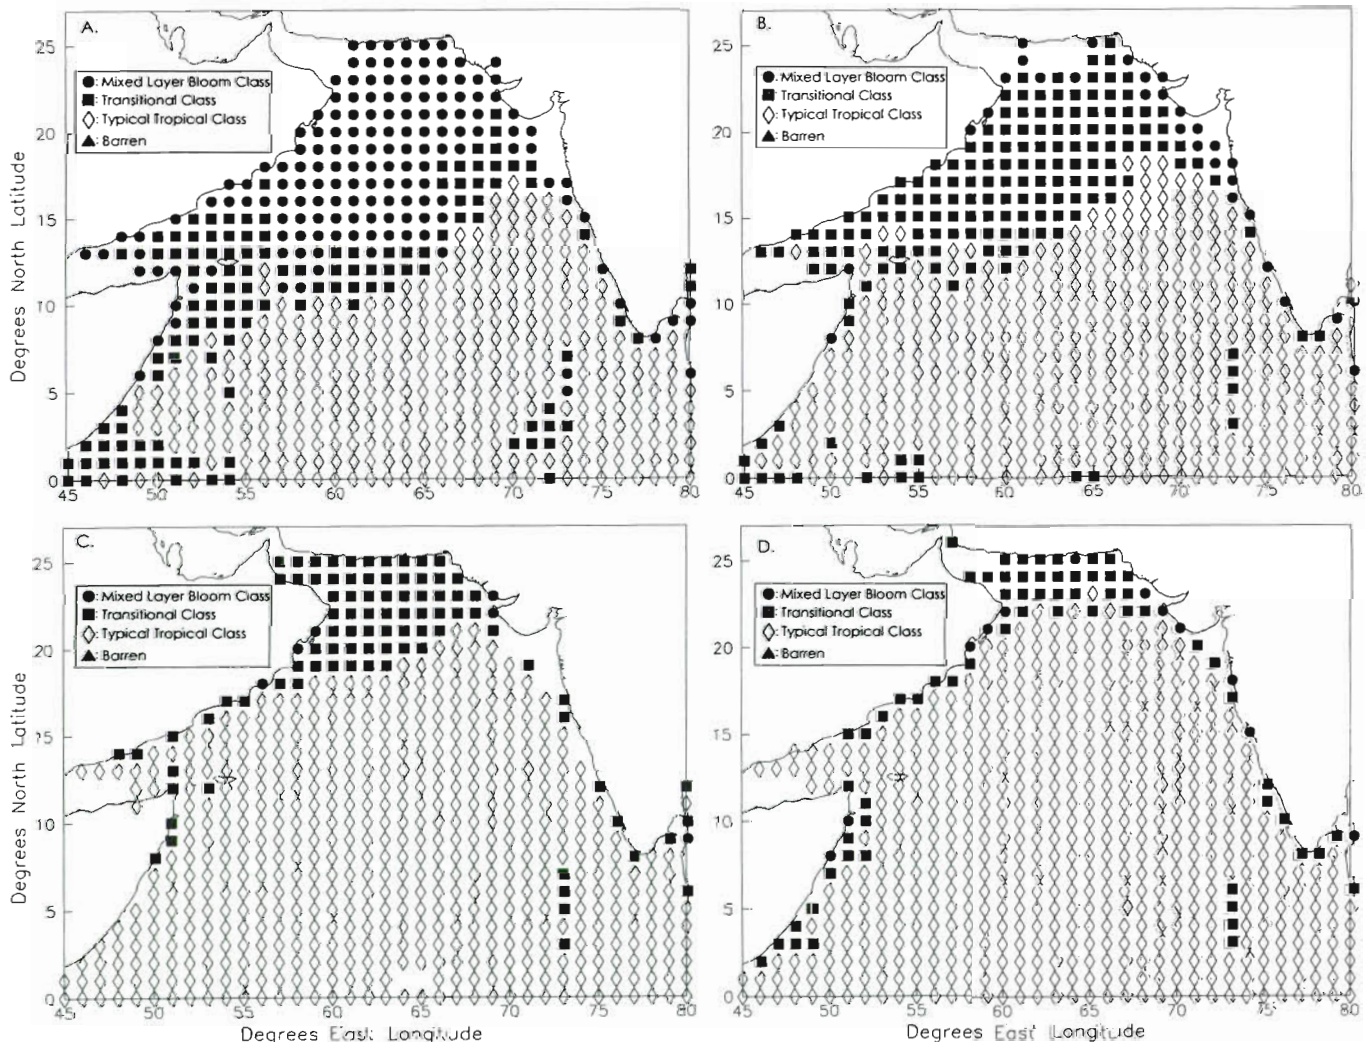 A.
25
● : Mixed Layer Bloom Class
■ : Transitional Class
◇ : Typical Tropical Class
▲ : Barren
20
15
10
5
0
45 50 55 60 65 70 75 80
Degrees North Latitude
B.
25
● : Mixed Layer Bloom Class
■ : Transitional Class
◇ : Typical Tropical Class
▲ : Barren
20
15
10
5
0
45 50 55 60 65 70 75 80
C.
25
● : Mixed Layer Bloom Class
■ : Transitional Class
◇ : Typical Tropical Class
▲ : Barren
20
15
10
5
0
45 50 55 60 65 70 75 80
Degrees North Latitude
Degrees East Longitude
D.
25
● : Mixed Layer Bloom Class
■ : Transitional Class
◇ : Typical Tropical Class
▲ : Barren
20
15
10
5
0
45 50 55 60 65 70 75 80
Degrees East Longitude